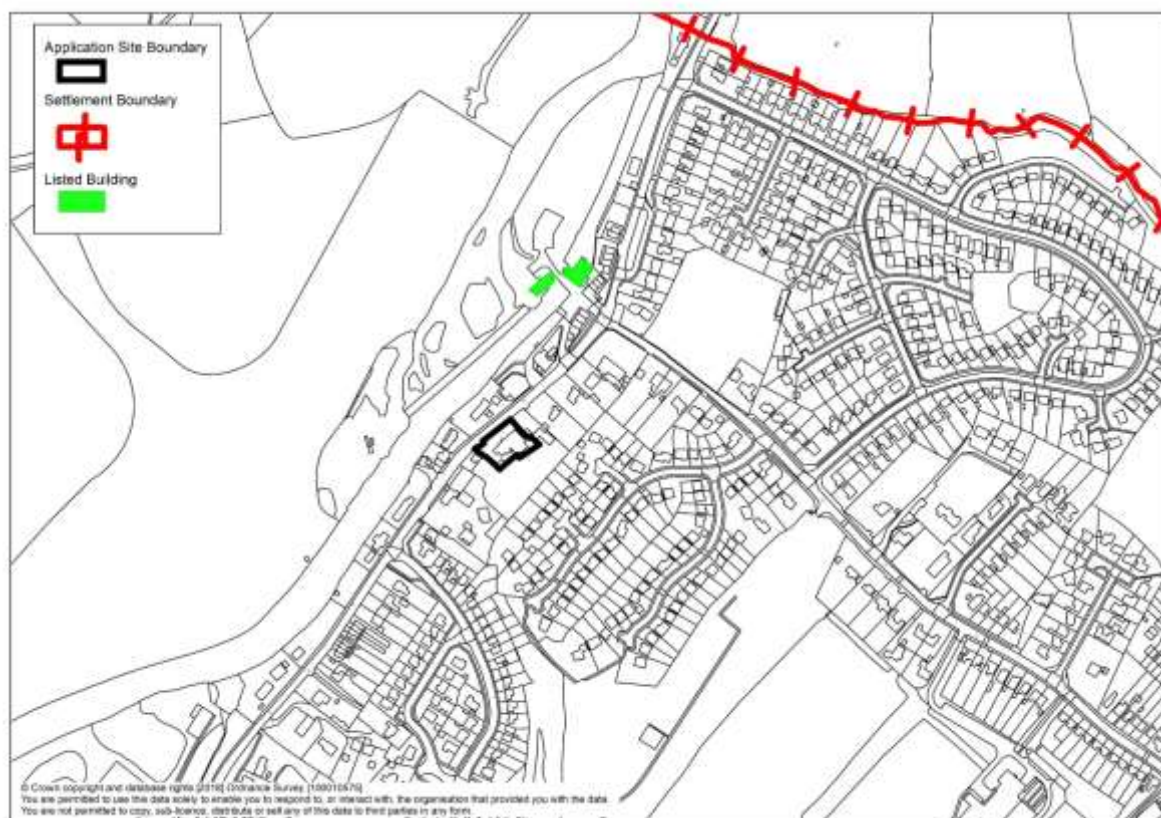 Application Site Boundary
Settlement Boundary
Listed Building
© Crown copyright and database rights [2018] Ordnance Survey [100010575]
You are permitted to use this data solely to enable you to respond to, or interact with, the organisation that provided you with the data
You are not permitted to copy, sub-licence, distribute or sell any of this data to third parties in any form.